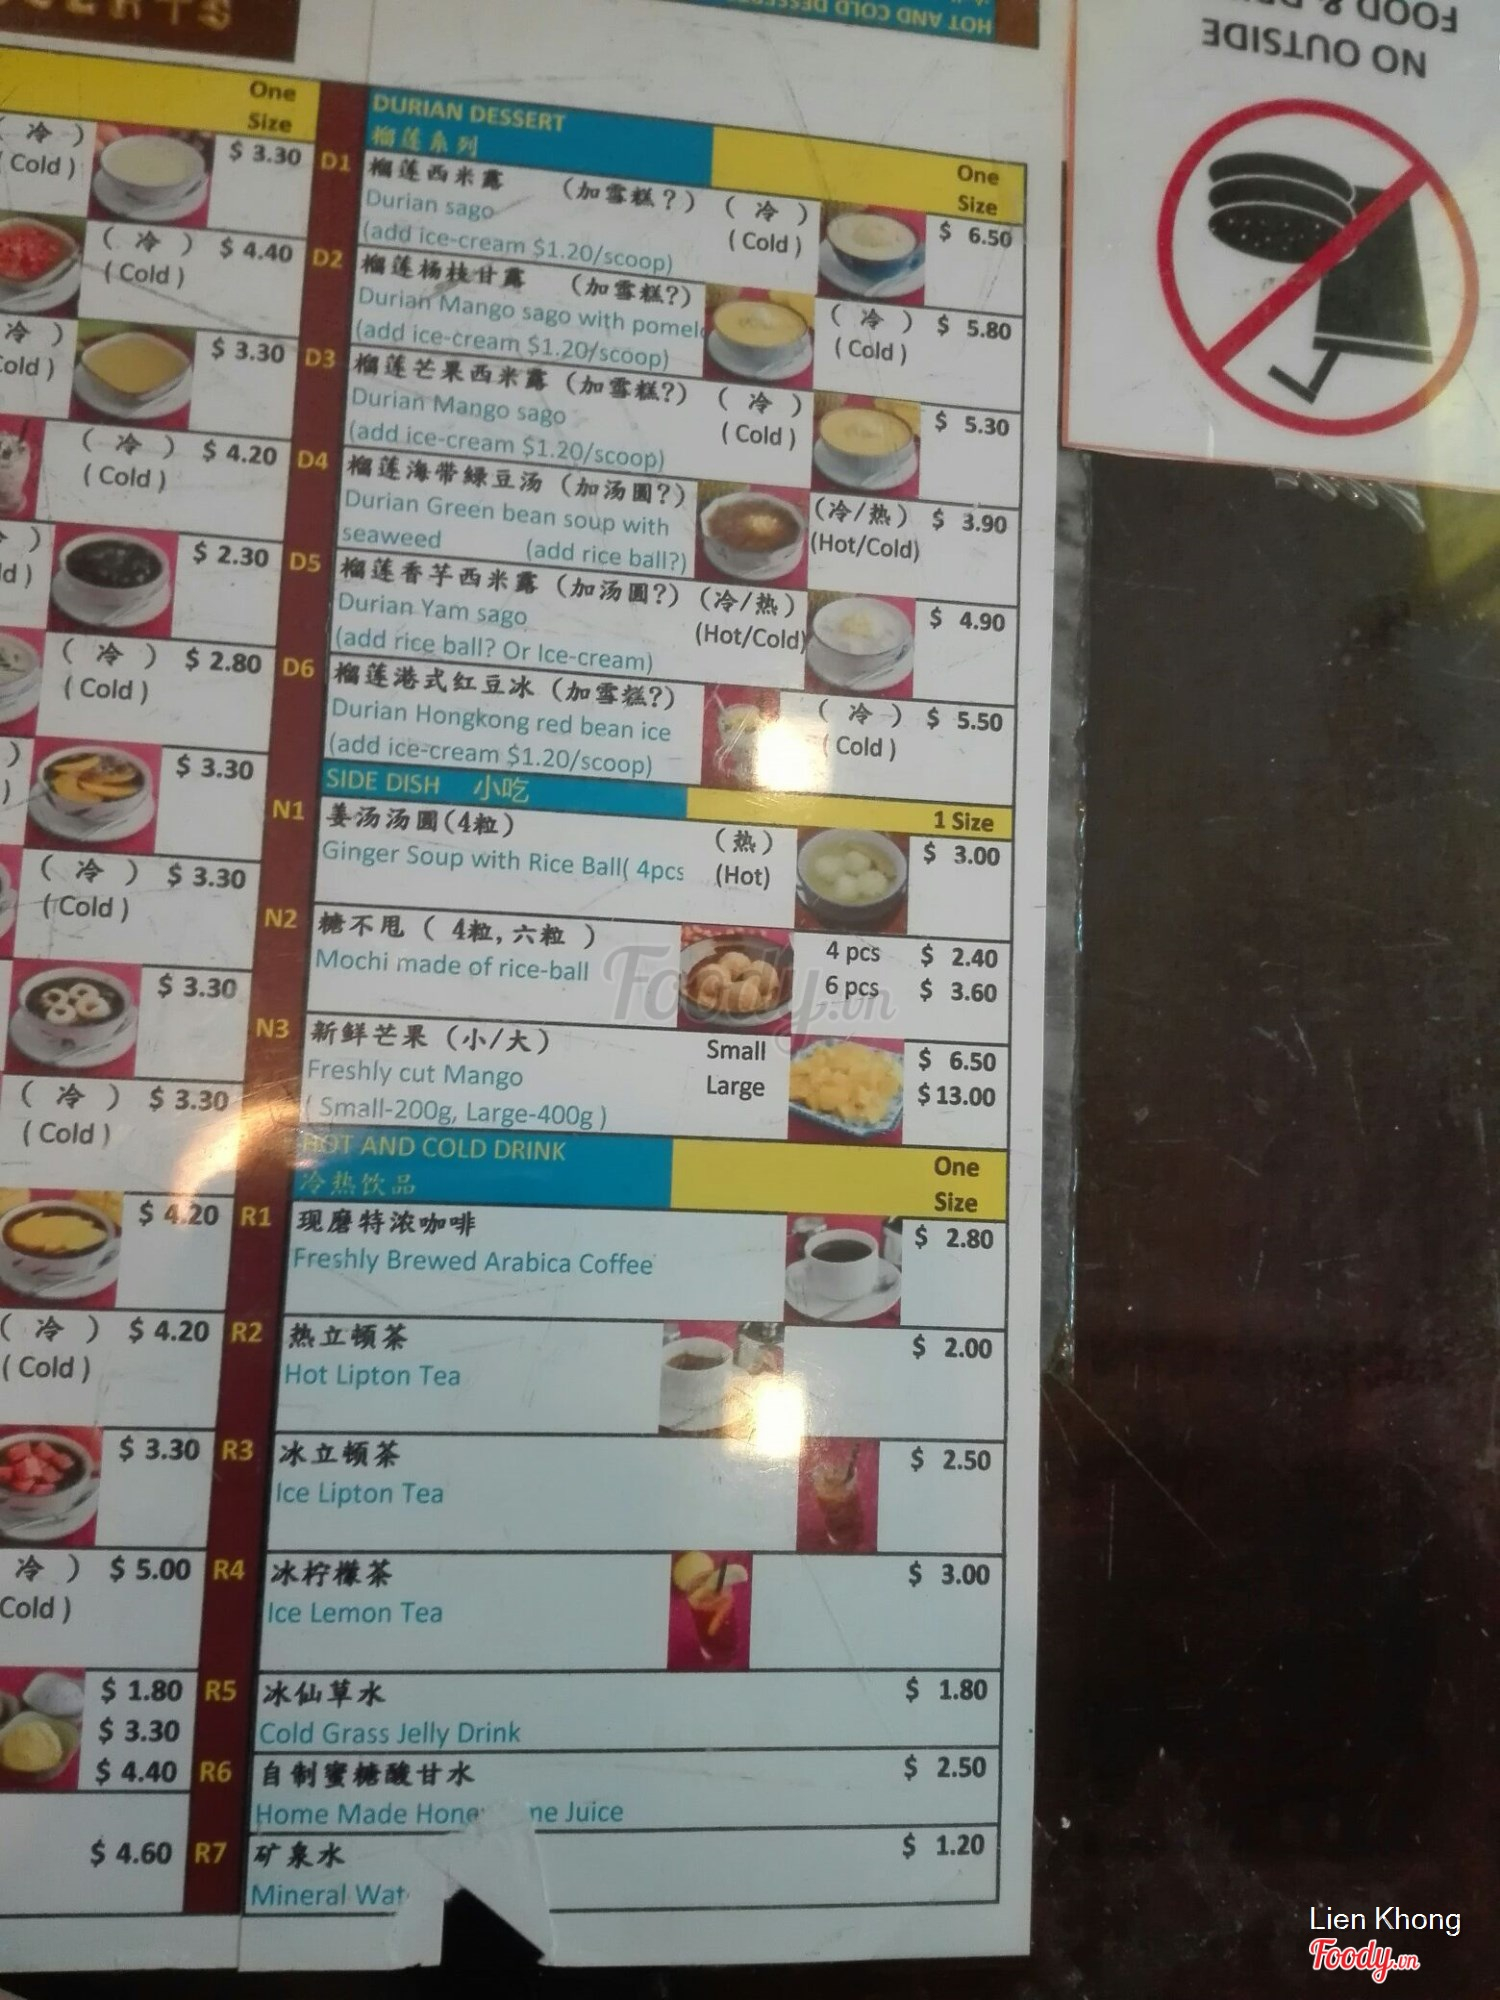 HOT AND COLD
NO OUTSIDE
One
Size
(冷)
(Cold)
$ 3.30
(冷)
(Cold)
$ 4.40
冷)
$ 3.30
(冷)
(Cold)
$ 4.20
$ 2.30
(冷)
(Cold)
$ 2.80
$ 3.30
(冷)
(Cold)
$ 3.30
$ 3.30
(冷)
(Cold)
$ 3.30
$ 4.20
(冷)
(Cold)
$ 4.20
$ 3.30
冷)
Cold)
$ 5.00
$ 1.80
$ 3.30
$ 4.40
$ 4.60
DURIAN DESSERT
榴莲系列
One
Size
D1 榴莲西米露 (加雪糕?) (冷) $ 6.50
Durian sago (Cold)
(add ice-cream $1.20/scoop)
D2 榴莲杨枝甘露 (加雪糕?) (冷) $ 5.80
Durian Mango sago with pomelo (Cold)
(add ice-cream $1.20/scoop)
D3 榴莲芒果西米露 (加雪糕?) (冷) $ 5.30
Durian Mango sago (Cold)
(add ice-cream $1.20/scoop)
D4 榴莲海带绿豆汤 (加汤圆?) (冷/热) $ 3.90
Durian Green bean soup with (Hot/Cold)
seaweed (add rice ball?)
D5 榴莲香芋西米露 (加汤圆?) (冷/热) $ 4.90
Durian Yam sago (Hot/Cold)
(add rice ball? Or Ice-cream)
D6 榴莲港式红豆冰 (加雪糕?) (冷) $ 5.50
Durian Hongkong red bean ice (Cold)
(add ice-cream $1.20/scoop)
SIDE DISH 小吃 1 Size
N1 姜汤汤圆(4粒) (热) $ 3.00
Ginger Soup with Rice Ball( 4pcs (Hot)
N2 糖不甩 ( 4粒,六粒 ) 4 pcs $ 2.40
Mochi made of rice-ball 6 pcs $ 3.60
N3 新鲜芒果 (小/大) Small $ 6.50
Freshly cut Mango Large $13.00
( Small-200g, Large-400g )
HOT AND COLD DRINK
冷热饮品
One
Size
R1 现磨特浓咖啡 $ 2.80
Freshly Brewed Arabica Coffee
R2 热立顿茶 $ 2.00
Hot Lipton Tea
R3 冰立顿茶 $ 2.50
Ice Lipton Tea
R4 冰柠檬茶 $ 3.00
Ice Lemon Tea
R5 冰仙草水 $ 1.80
Cold Grass Jelly Drink
R6 自制蜜糖酸甘水 $ 2.50
Home Made Juice
R7 矿泉水 $ 1.20
Mineral
Foody.vn
Lien Khong
Foody.vn